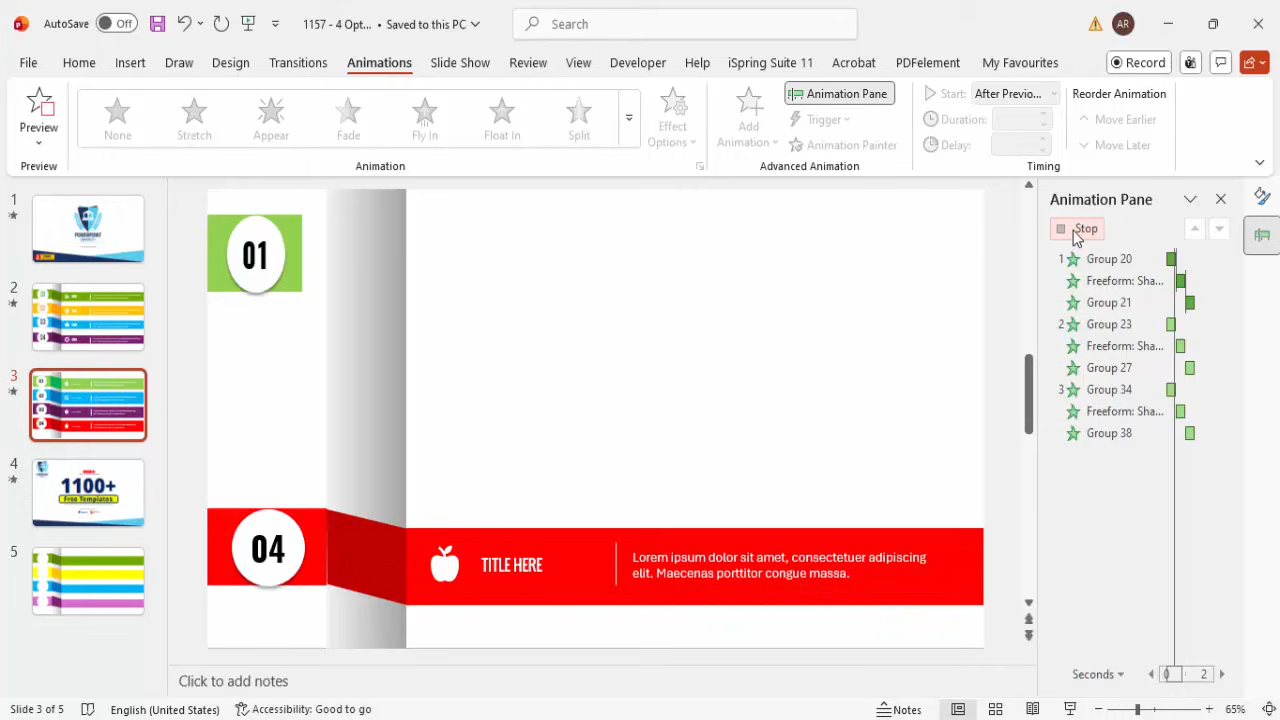 AutoSave Off 1157 - 4 Opt... • Saved to this PC Search AR
File Home Insert Draw Design Transitions Animations Slide Show Review View Developer Help iSpring Suite 11 Acrobat PDFelement My Favourites Record
Preview
None Stretch Appear Fade Fly In Float In Split
Effect
Options
Add
Animation
Animation Pane
Trigger
Animation Painter
Start: After Previo...
Duration:
Delay:
Reorder Animation
Move Earlier
Move Later
Preview Animation Advanced Animation Timing
1
POWERPOINT
2
3
4
1100+
Free Templates
5
01
04
TITLE HERE
Lorem ipsum dolor sit amet, consectetuer adipiscing
elit. Maecenas porttitor congue massa.
Click to add notes
Animation Pane
Stop
1 Group 20
Freeform: Sha...
Group 21
2 Group 23
Freeform: Sha...
Group 27
3 Group 34
Freeform: Sha...
Group 38
Seconds 0 2
Slide 3 of 5 English (United States) Accessibility: Good to go Notes 65%